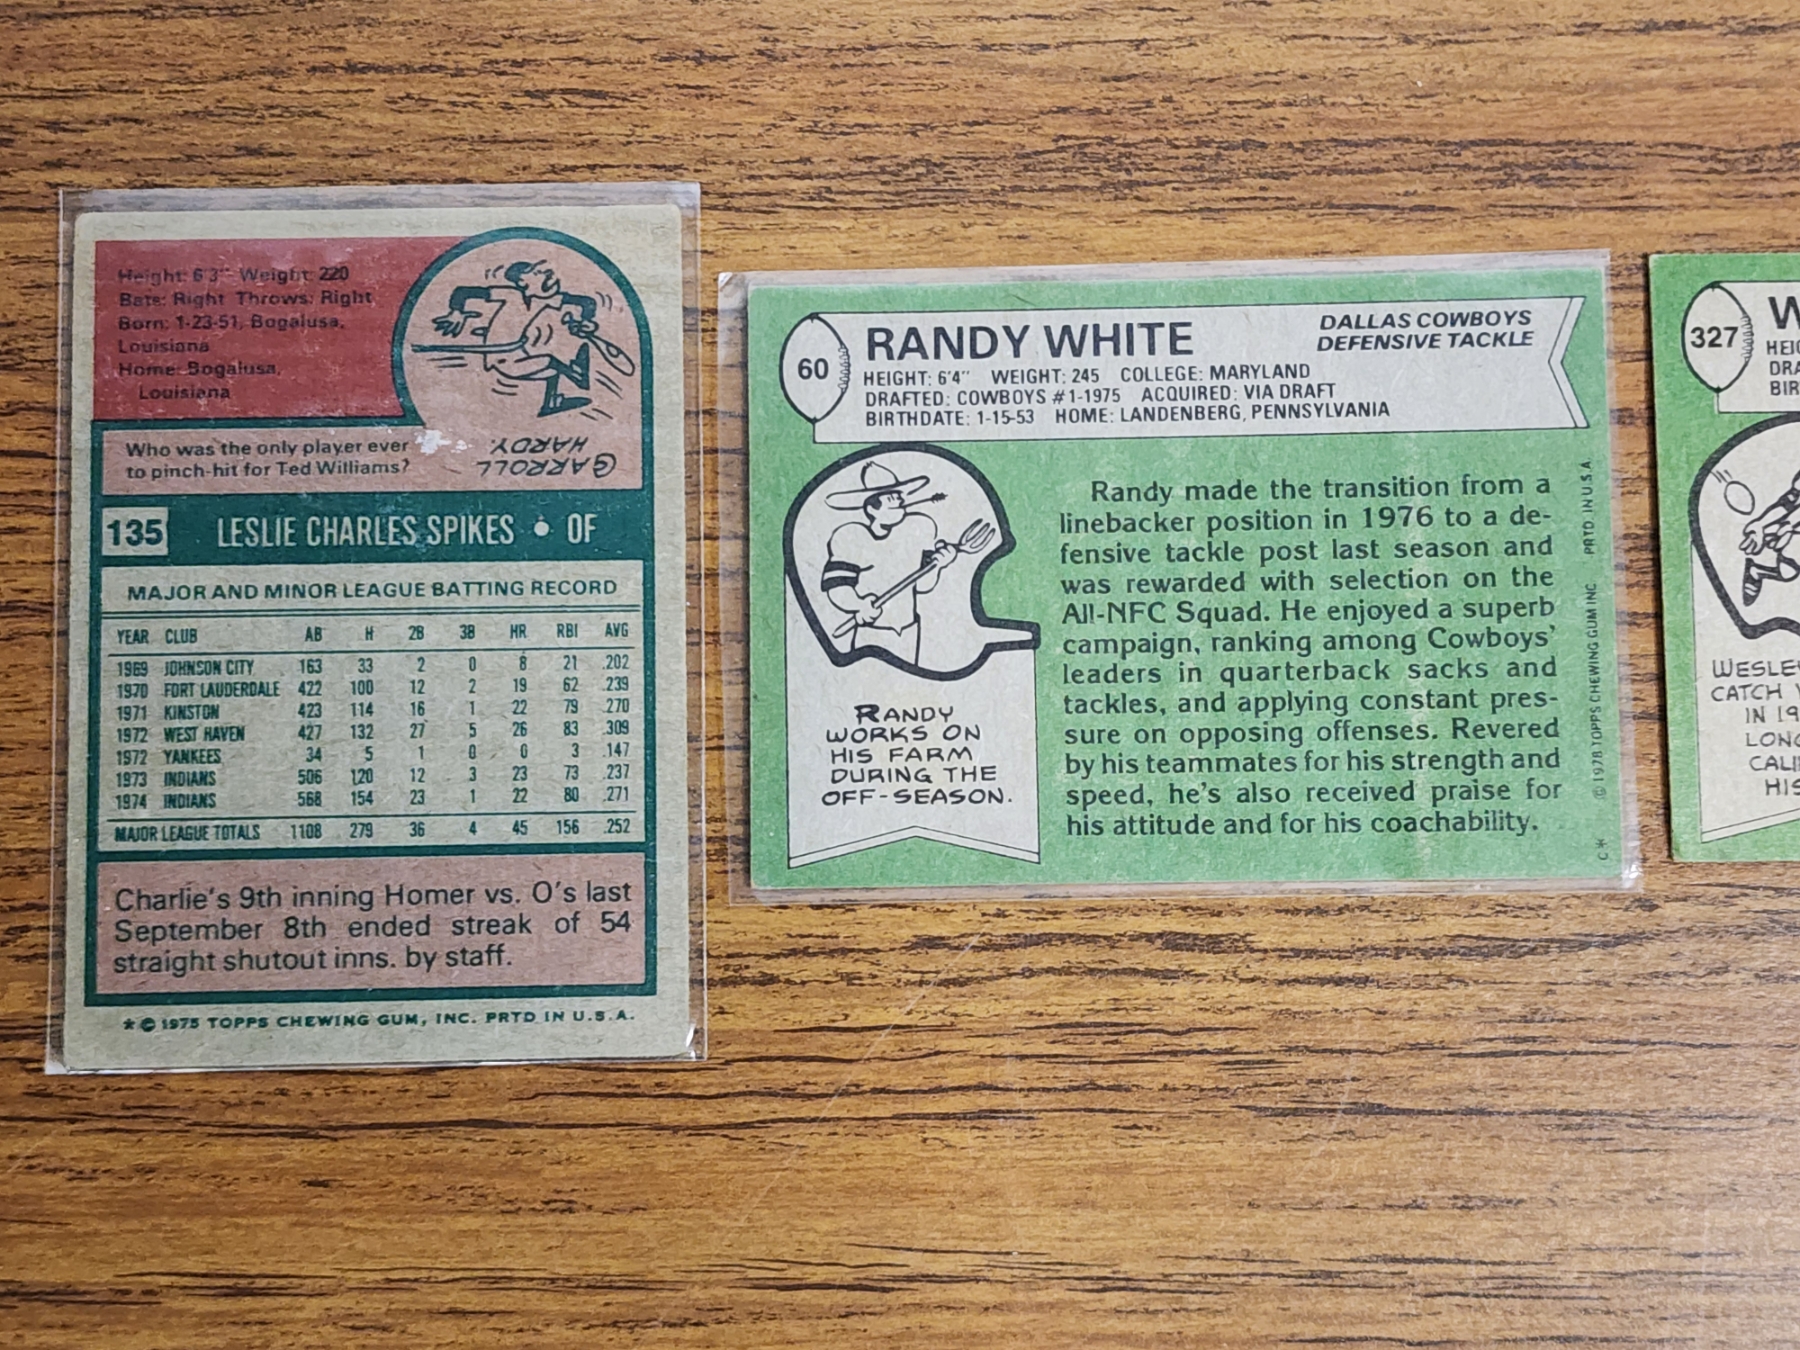 Height: 6'3" Weight: 220
Bats: Right Throws: Right
Born: 1-23-51, Bogalusa,
Louisiana
Home: Bogalusa,
Louisiana
Who was the only player ever
to pinch-hit for Ted Williams?
CARROLL
HARDY.
135 LESLIE CHARLES SPIKES • OF
MAJOR AND MINOR LEAGUE BATTING RECORD
YEAR CLUB AB H 2B 3B HR RBI AVG
1969 JOHNSON CITY 163 33 2 0 8 21 .202
1970 FORT LAUDERDALE 422 100 12 2 19 62 .239
1971 KINSTON 423 114 16 1 22 79 .270
1972 WEST HAVEN 427 132 27 5 26 83 .309
1972 YANKEES 34 5 1 0 0 3 .147
1973 INDIANS 506 120 12 3 23 73 .237
1974 INDIANS 568 154 23 1 22 80 .271
MAJOR LEAGUE TOTALS 1108 279 36 4 45 156 .252
Charlie's 9th inning Homer vs. O's last
September 8th ended streak of 54
straight shutout inns. by staff.
*© 1975 TOPPS CHEWING GUM, INC. PRTD IN U.S.A.
60
RANDY WHITE
DALLAS COWBOYS
DEFENSIVE TACKLE
HEIGHT: 6'4" WEIGHT: 245 COLLEGE: MARYLAND
DRAFTED: COWBOYS #1-1975 ACQUIRED: VIA DRAFT
BIRTHDATE: 1-15-53 HOME: LANDENBERG, PENNSYLVANIA
RANDY
WORKS ON
HIS FARM
DURING THE
OFF-SEASON.
Randy made the transition from a
linebacker position in 1976 to a de-
fensive tackle post last season and
was rewarded with selection on the
All-NFC Squad. He enjoyed a superb
campaign, ranking among Cowboys'
leaders in quarterback sacks and
tackles, and applying constant pres-
sure on opposing offenses. Revered
by his teammates for his strength and
speed, he's also received praise for
his attitude and for his coachability.
C* © 1978 TOPPS CHEWING GUM INC PRTD IN U.S.A.
327
W
HEIG
DRA
BIR
WESLEY
CATCH
IN 19
LONG
CALI
HIS